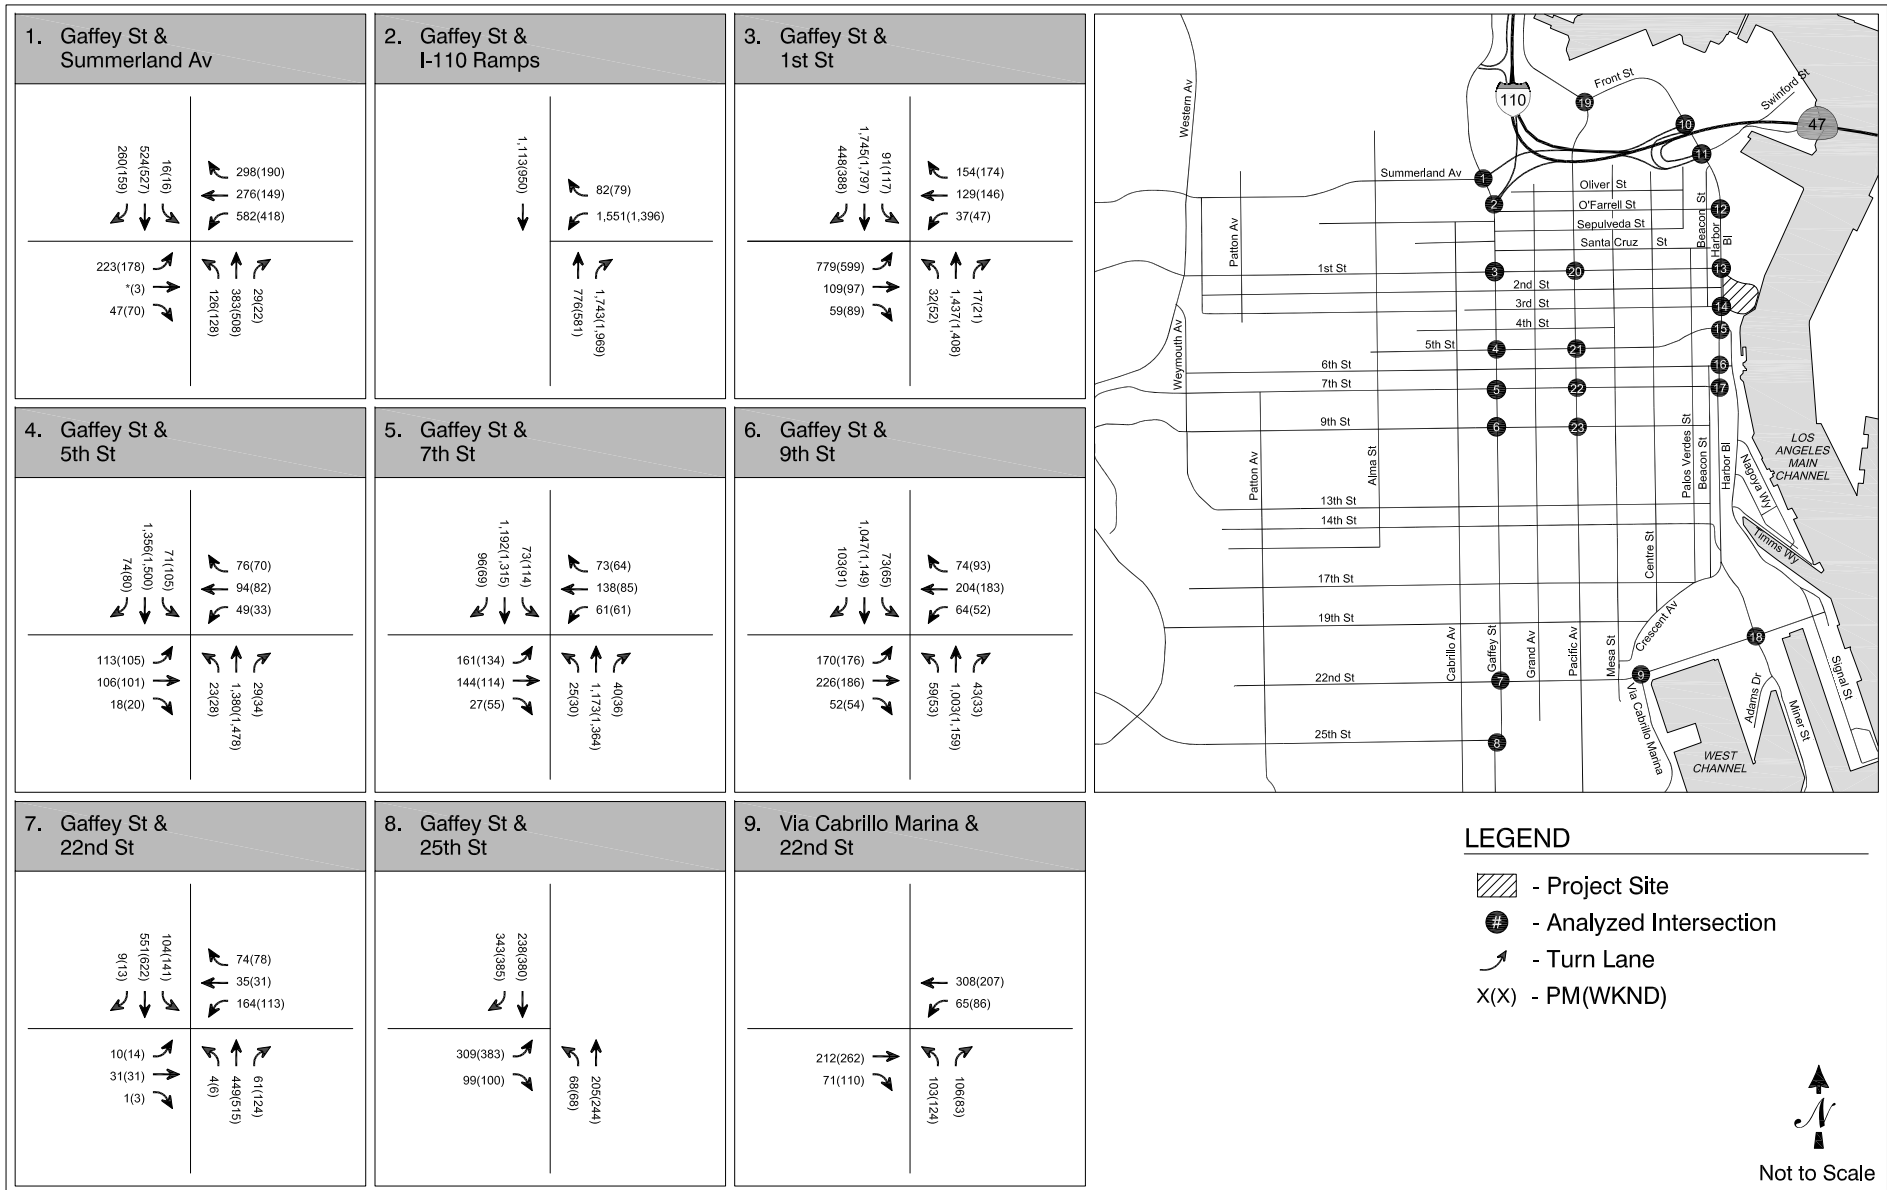 1. Gaffey St &
Summerland Av
260(159)
524(527)
16(16)
298(190)
276(149)
582(418)
223(178)
*(3)
47(70)
126(128)
383(508)
29(22)
2. Gaffey St &
I-110 Ramps
1,113(950)
82(79)
1,551(1,396)
776(581)
1,743(1,969)
3. Gaffey St &
1st St
448(388)
1,745(1,797)
91(117)
154(174)
129(146)
37(47)
779(599)
109(97)
59(89)
32(52)
1,437(1,408)
17(21)
4. Gaffey St &
5th St
74(80)
1,356(1,500)
71(105)
76(70)
94(82)
49(33)
113(105)
106(101)
18(20)
23(28)
1,380(1,478)
29(34)
5. Gaffey St &
7th St
96(69)
1,192(1,315)
73(114)
73(64)
138(85)
61(61)
161(134)
144(114)
27(55)
25(30)
1,173(1,364)
40(36)
6. Gaffey St &
9th St
103(91)
1,047(1,149)
73(65)
74(93)
204(183)
64(52)
170(176)
226(186)
52(54)
59(53)
1,003(1,159)
43(33)
7. Gaffey St &
22nd St
9(13)
551(622)
104(141)
74(78)
35(31)
164(113)
10(14)
31(31)
1(3)
4(6)
449(515)
61(124)
8. Gaffey St &
25th St
343(385)
238(380)
309(383)
99(100)
68(68)
205(244)
9. Via Cabrillo Marina &
22nd St
308(207)
65(86)
212(262)
71(110)
103(124)
106(83)
110
47
Front St
Swinford St
Western Av
Summerland Av
Oliver St
O'Farrell St
Sepulveda St
Santa Cruz St
Beacon St
Harbor Bl
Patton Av
1st St
2nd St
3rd St
4th St
5th St
6th St
7th St
9th St
Weymouth Av
Patton Av
Alma St
Palos Verdes St
Beacon St
Harbor Bl
Nagoya Wy
LOS
ANGELES
MAIN
CHANNEL
13th St
14th St
Timms Wy
Centre St
17th St
19th St
Crescent Av
Cabrillo Av
Gaffey St
Grand Av
Pacific Av
Mesa St
22nd St
25th St
Via Cabrillo Marina
Adams Dr
Miner St
Signal St
WEST
CHANNEL
1
2
3
4
5
6
7
8
9
10
11
12
13
14
15
16
17
18
19
20
21
22
23
LEGEND
- Project Site
# - Analyzed Intersection
- Turn Lane
X(X) - PM(WKND)
N
Not to Scale